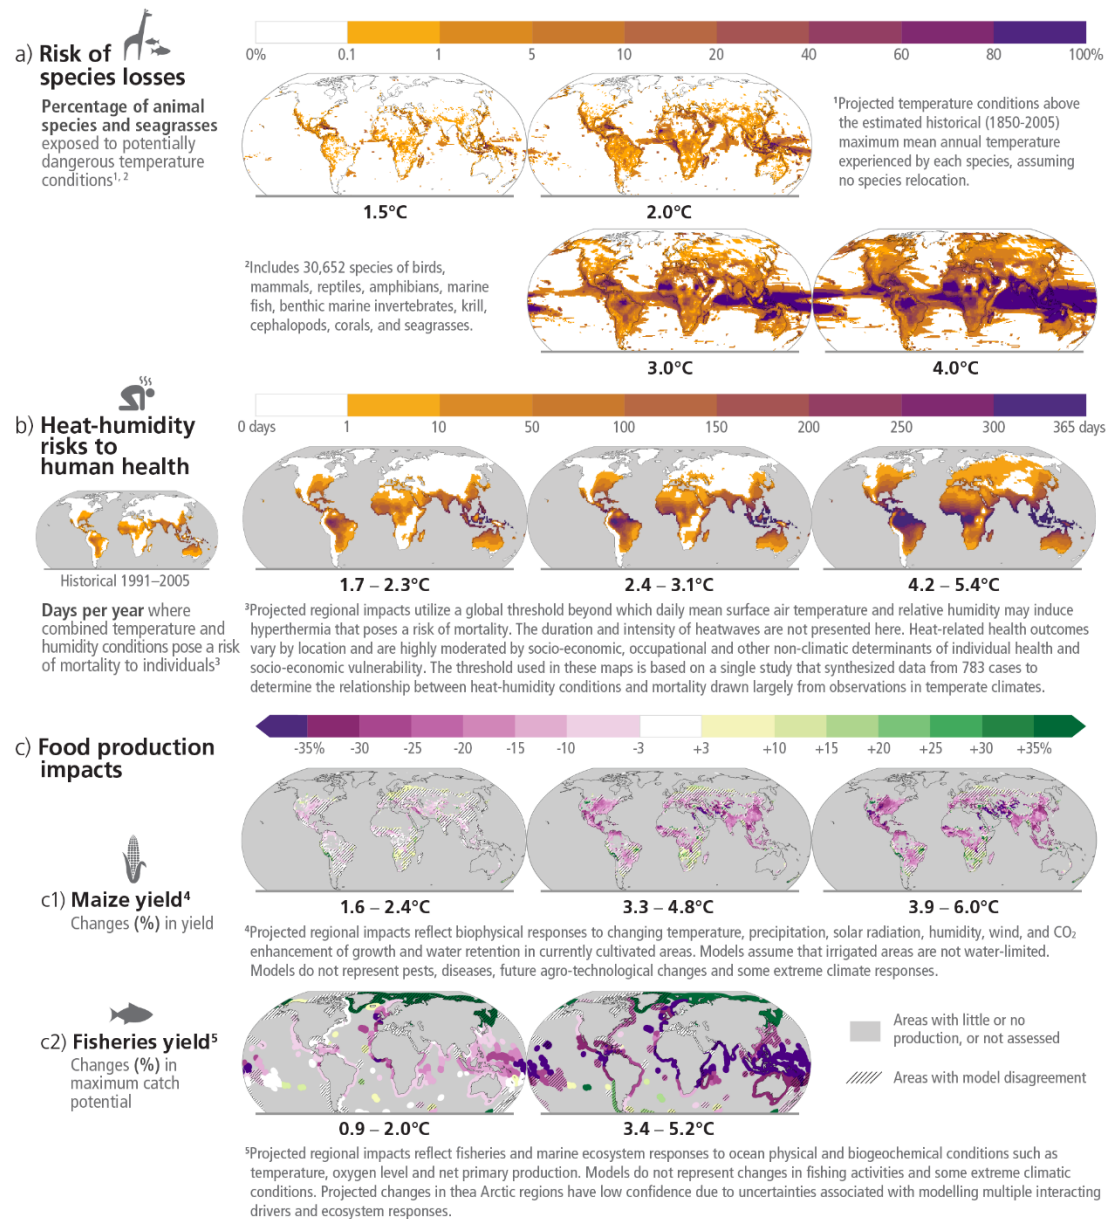 a) Risk of
species losses
Percentage of animal
species and seagrasses
exposed to potentially
dangerous temperature
conditions1, 2
0% 0.1 1 5 10 20 40 60 80 100%
1Projected temperature conditions above
the estimated historical (1850-2005)
maximum mean annual temperature
experienced by each species, assuming
no species relocation.
1.5°C 2.0°C
2Includes 30,652 species of birds,
mammals, reptiles, amphibians, marine
fish, benthic marine invertebrates, krill,
cephalopods, corals, and seagrasses.
3.0°C 4.0°C
b) Heat-humidity
risks to
human health
0 days 1 10 50 100 150 200 250 300 365 days
Historical 1991–2005
Days per year where
combined temperature and
humidity conditions pose a risk
of mortality to individuals3
1.7 – 2.3°C 2.4 – 3.1°C 4.2 – 5.4°C
3Projected regional impacts utilize a global threshold beyond which daily mean surface air temperature and relative humidity may induce
hyperthermia that poses a risk of mortality. The duration and intensity of heatwaves are not presented here. Heat-related health outcomes
vary by location and are highly moderated by socio-economic, occupational and other non-climatic determinants of individual health and
socio-economic vulnerability. The threshold used in these maps is based on a single study that synthesized data from 783 cases to
determine the relationship between heat-humidity conditions and mortality drawn largely from observations in temperate climates.
c) Food production
impacts
-35% -30 -25 -20 -15 -10 -3 +3 +10 +15 +20 +25 +30 +35%
c1) Maize yield4
Changes (%) in yield
1.6 – 2.4°C 3.3 – 4.8°C 3.9 – 6.0°C
4Projected regional impacts reflect biophysical responses to changing temperature, precipitation, solar radiation, humidity, wind, and CO2
enhancement of growth and water retention in currently cultivated areas. Models assume that irrigated areas are not water-limited.
Models do not represent pests, diseases, future agro-technological changes and some extreme climate responses.
c2) Fisheries yield5
Changes (%) in
maximum catch
potential
Areas with little or no
production, or not assessed
Areas with model disagreement
0.9 – 2.0°C 3.4 – 5.2°C
5Projected regional impacts reflect fisheries and marine ecosystem responses to ocean physical and biogeochemical conditions such as
temperature, oxygen level and net primary production. Models do not represent changes in fishing activities and some extreme climatic
conditions. Projected changes in thea Arctic regions have low confidence due to uncertainties associated with modelling multiple interacting
drivers and ecosystem responses.